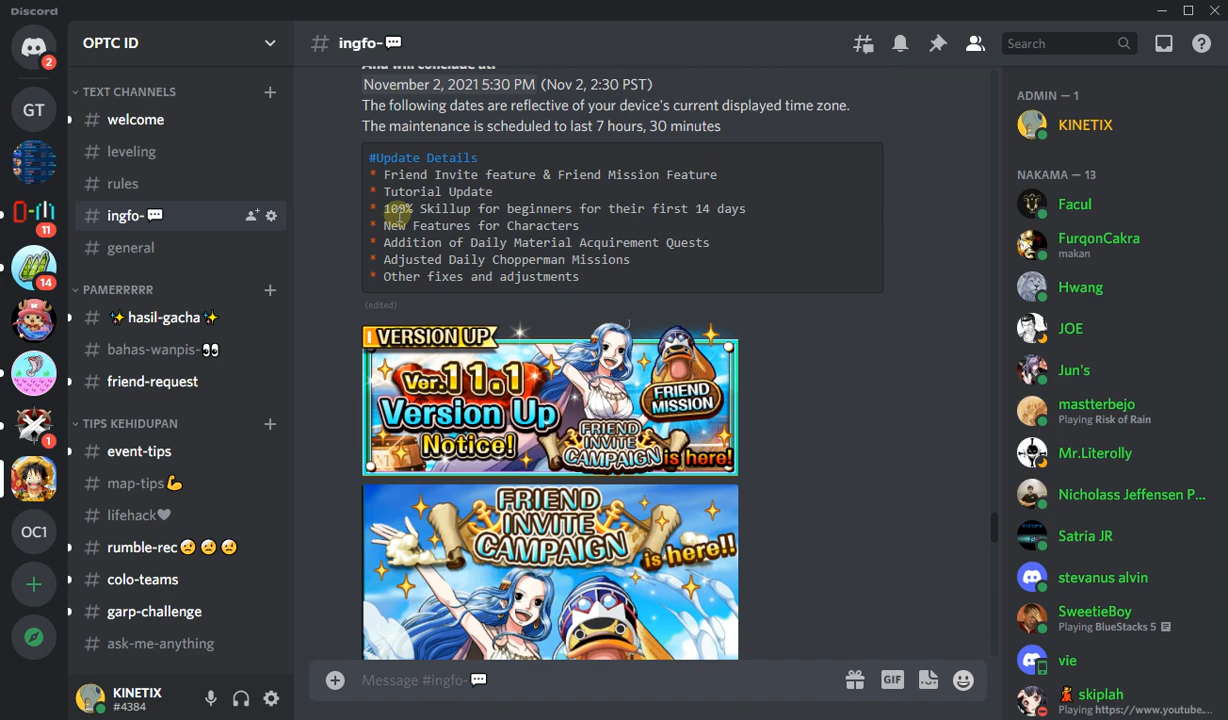 Discord
2
GT
11
14
1
OC1
OPTC ID
TEXT CHANNELS
welcome
leveling
rules
ingfo-💬
general
PAMERRRRR
✨hasil-gacha✨
bahas-wanpis-👀
friend-request
TIPS KEHIDUPAN
event-tips
map-tips💪
lifehack🖤
rumble-rec😥😥😥
colo-teams
garp-challenge
ask-me-anything
KINETIX
#4384
# ingfo-💬
Search
November 2, 2021 5:30 PM (Nov 2, 2:30 PST)
The following dates are reflective of your device's current displayed time zone.
The maintenance is scheduled to last 7 hours, 30 minutes
#Update Details
* Friend Invite feature & Friend Mission Feature
* Tutorial Update
* 100% Skillup for beginners for their first 14 days
* New Features for Characters
* Addition of Daily Material Acquirement Quests
* Adjusted Daily Chopperman Missions
* Other fixes and adjustments
(edited)
VERSION UP
Ver.11.1
Version Up
Notice!
FRIEND
MISSION
FRIEND
INVITE
CAMPAIGN
is here!
FRIEND
INVITE
CAMPAIGN
is here!!
Message #ingfo-💬
GIF
ADMIN — 1
KINETIX
NAKAMA — 13
Facul
FurqonCakra
makan
Hwang
JOE
Jun's
mastterbejo
Playing Risk of Rain
Mr.Literolly
Nicholass Jeffensen P...
Satria JR
stevanus alvin
SweetieBoy
Playing BlueStacks 5
vie
skiplah
Playing https://www.youtube...